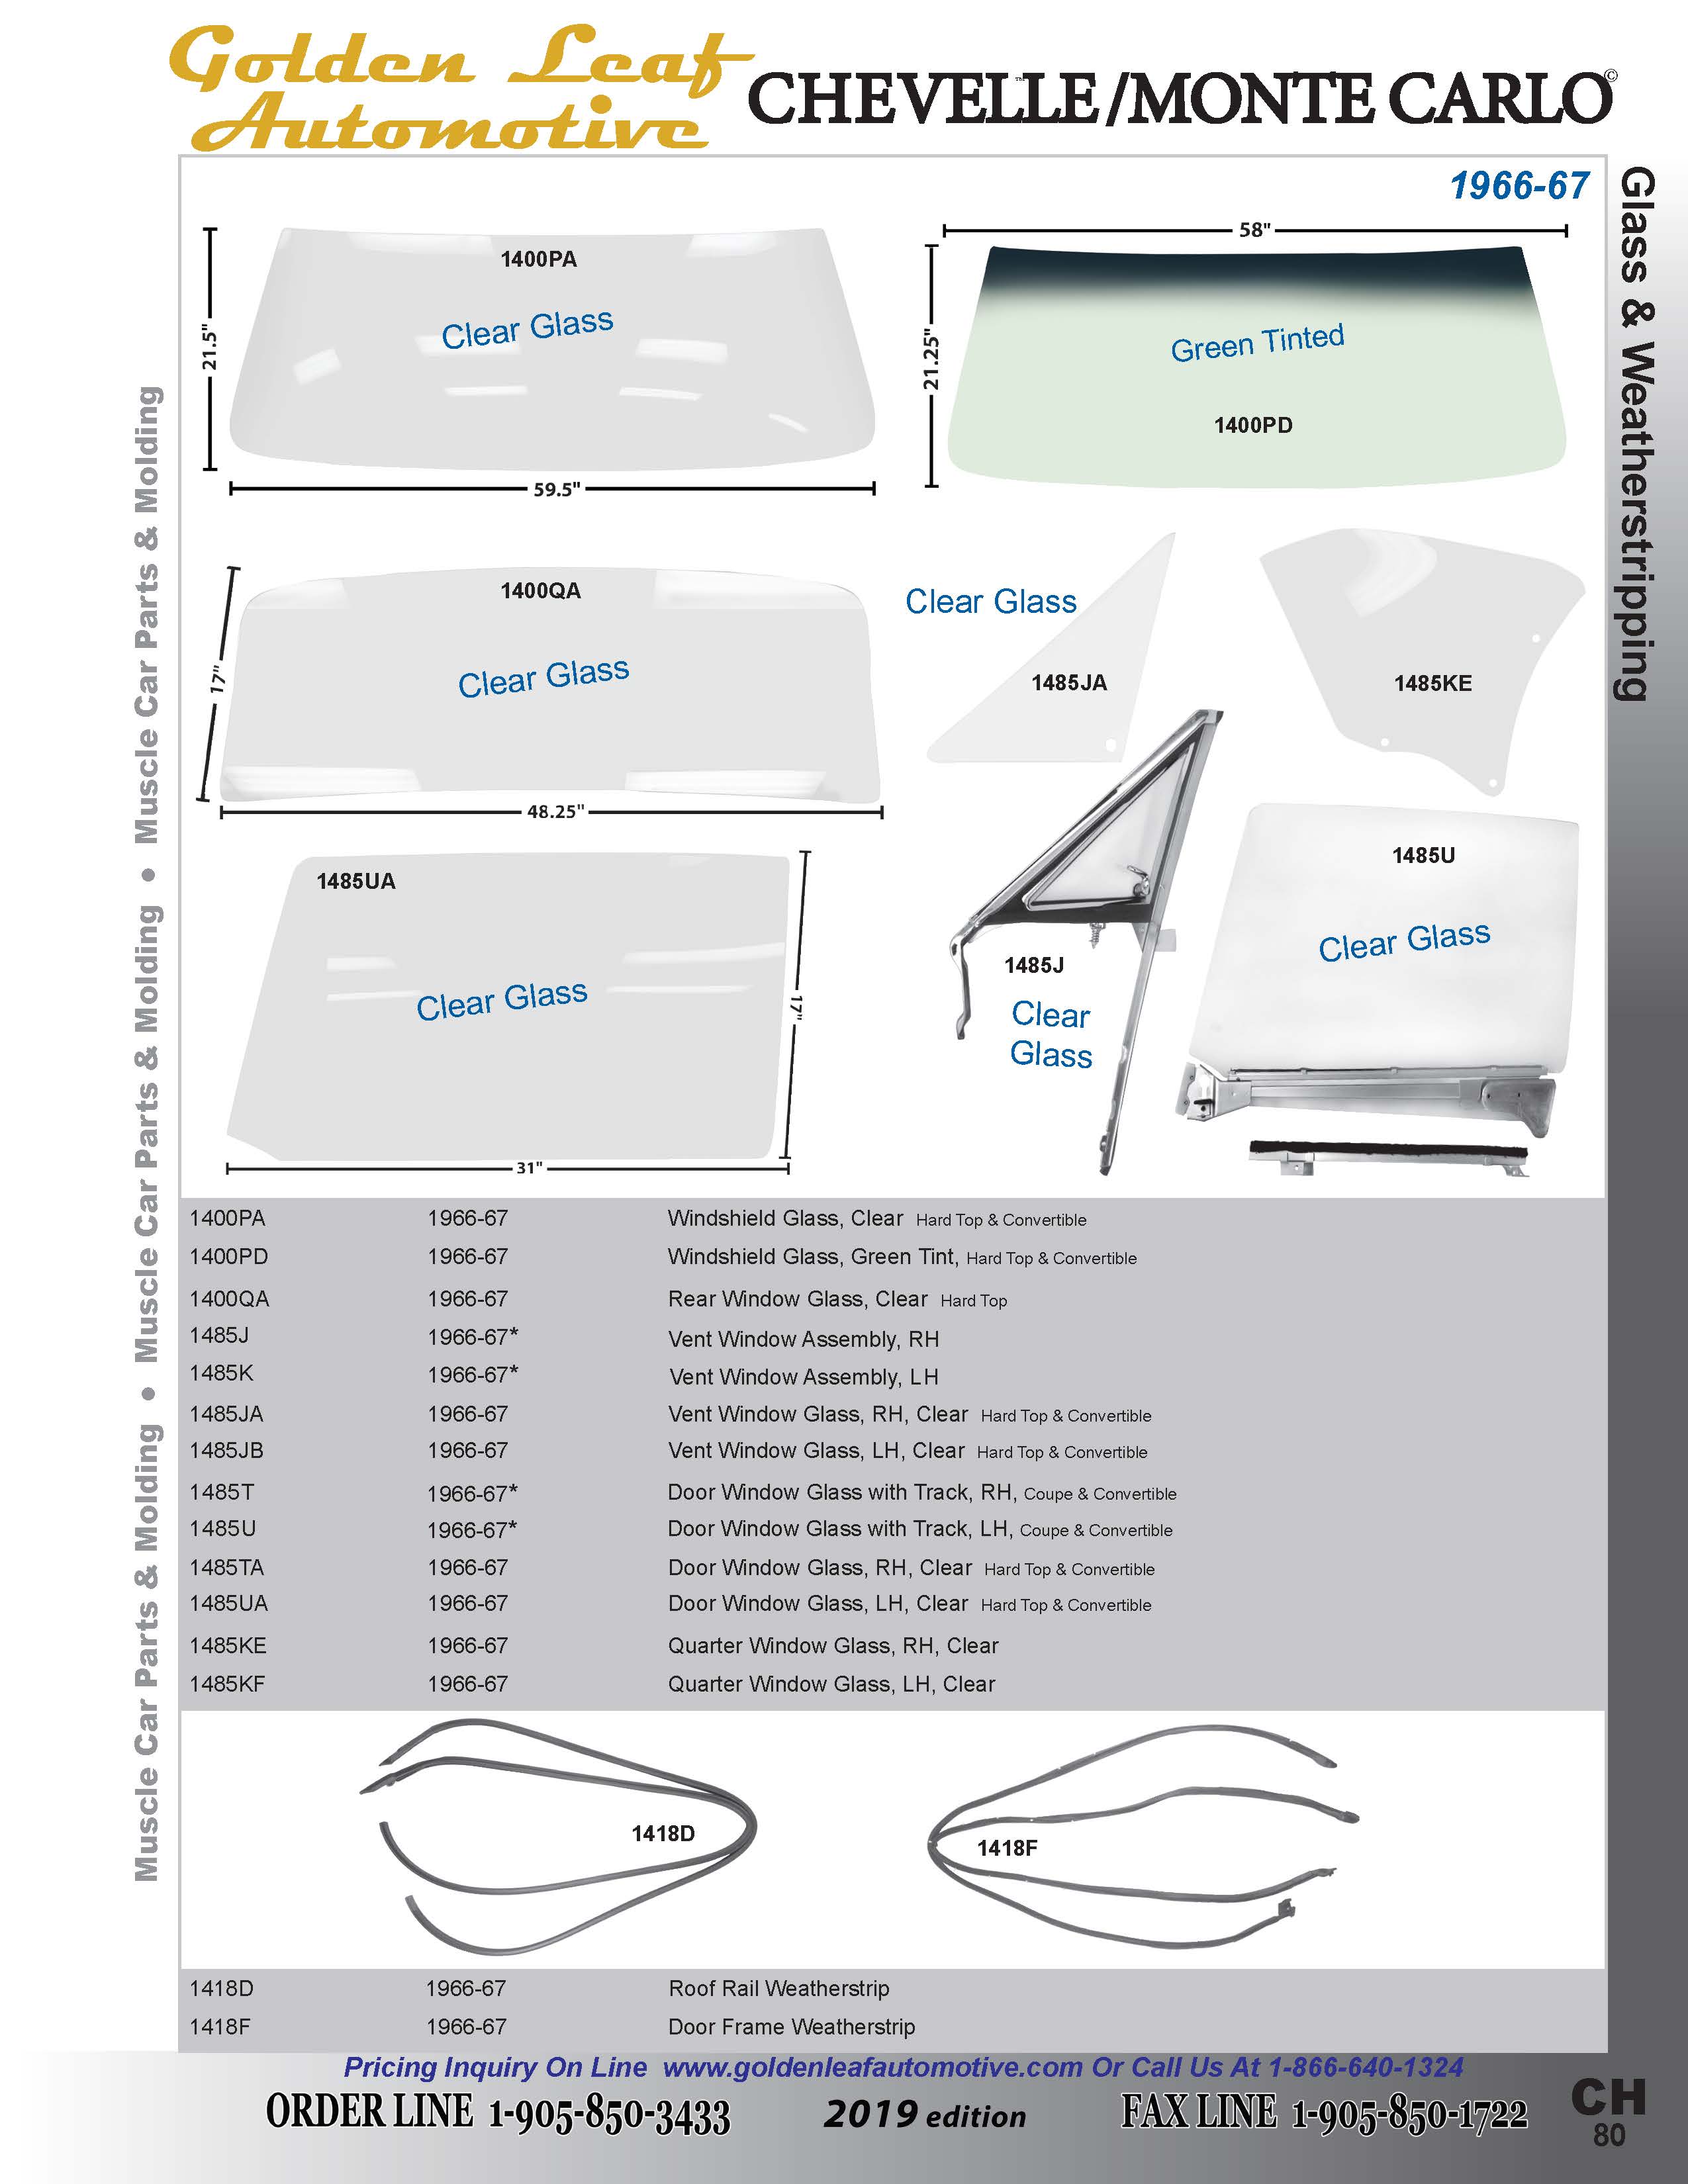 Golden Leaf
Automotive
CHEVELLE™/MONTE CARLO©
1966-67
Glass & Weatherstripping
Muscle Car Parts & Molding • Muscle Car Parts & Molding • Muscle Car Parts & Molding
1400PA
Clear Glass
21.5"
59.5"
58"
21.25"
Green Tinted
1400PD
1400QA
Clear Glass
17"
48.25"
Clear Glass
1485JA
1485KE
1485UA
Clear Glass
17"
31"
1485J
Clear
Glass
1485U
Clear Glass
1400PA 1966-67 Windshield Glass, Clear Hard Top & Convertible
1400PD 1966-67 Windshield Glass, Green Tint, Hard Top & Convertible
1400QA 1966-67 Rear Window Glass, Clear Hard Top
1485J 1966-67* Vent Window Assembly, RH
1485K 1966-67* Vent Window Assembly, LH
1485JA 1966-67 Vent Window Glass, RH, Clear Hard Top & Convertible
1485JB 1966-67 Vent Window Glass, LH, Clear Hard Top & Convertible
1485T 1966-67* Door Window Glass with Track, RH, Coupe & Convertible
1485U 1966-67* Door Window Glass with Track, LH, Coupe & Convertible
1485TA 1966-67 Door Window Glass, RH, Clear Hard Top & Convertible
1485UA 1966-67 Door Window Glass, LH, Clear Hard Top & Convertible
1485KE 1966-67 Quarter Window Glass, RH, Clear
1485KF 1966-67 Quarter Window Glass, LH, Clear
1418D
1418F
1418D 1966-67 Roof Rail Weatherstrip
1418F 1966-67 Door Frame Weatherstrip
Pricing Inquiry On Line www.goldenleafautomotive.com Or Call Us At 1-866-640-1324
ORDER LINE 1-905-850-3433 2019 edition FAX LINE 1-905-850-1722
CH
80